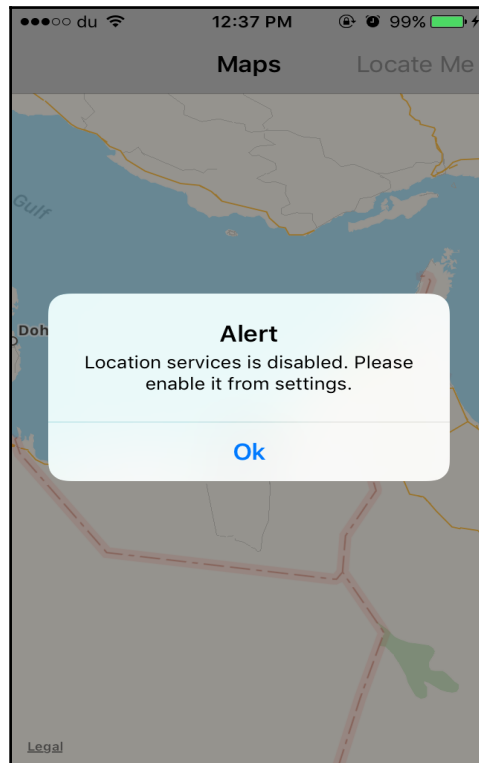 du 12:37 PM 99%
Maps Locate Me
Gulf
Doh
Alert
Location services is disabled. Please
enable it from settings.
Ok
Legal